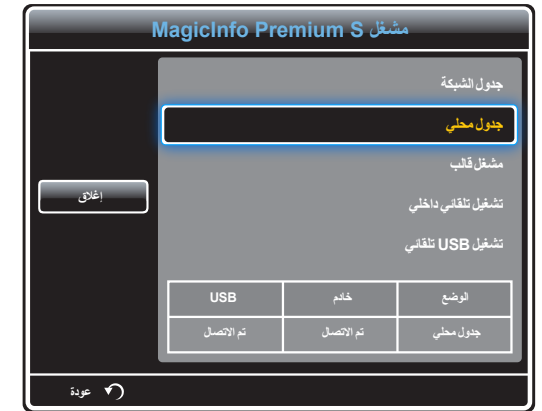 مشغل MagicInfo Premium S
جدول الشبكة
جدول محلي
مشغل قالب
تشغيل تلقائي داخلي
تشغيل USB تلقائي
إغلاق
الوضع خادم USB
جدول محلي تم الاتصال تم الاتصال
عودة